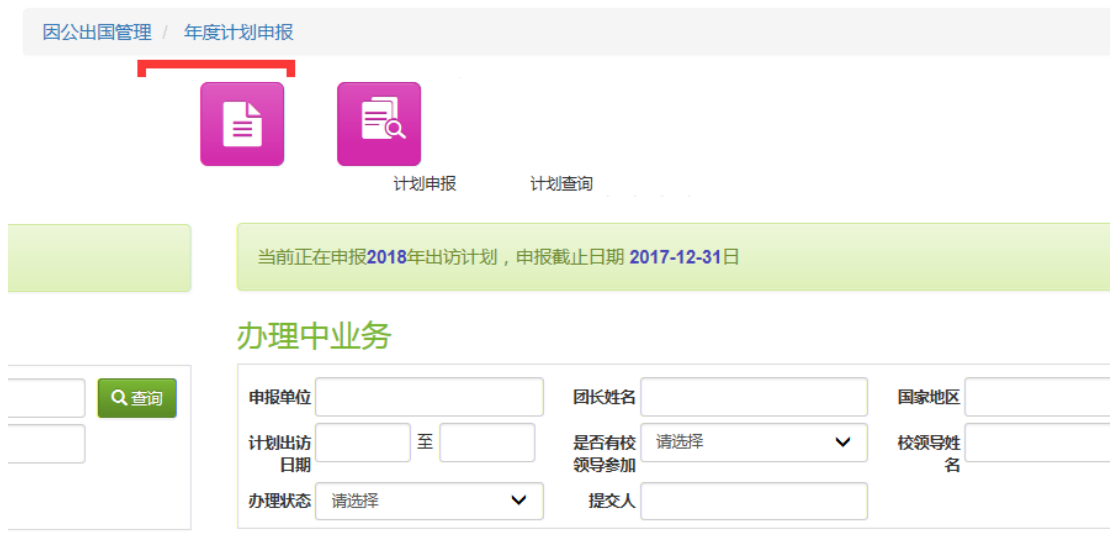 因公出国管理 / 年度计划申报
计划申报 计划查询
当前正在申报2018年出访计划，申报截止日期 2017-12-31日
办理中业务
查询 申报单位 团长姓名 国家地区
计划出访日期 至 是否有校领导参加 请选择 校领导姓名
办理状态 请选择 提交人